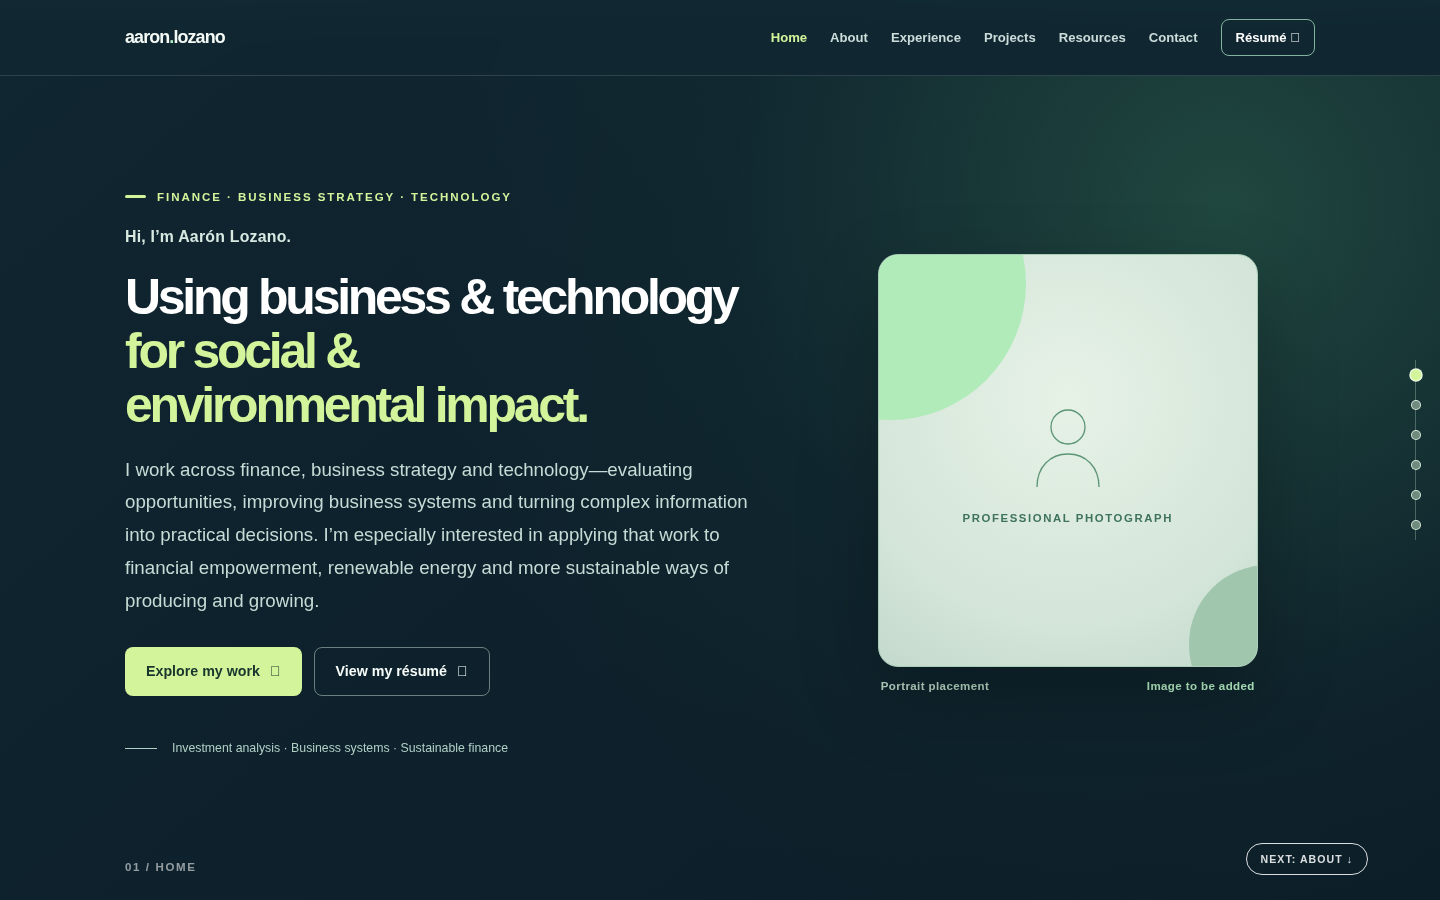 aaron.lozano
Home About Experience Projects Resources Contact Résumé
FINANCE · BUSINESS STRATEGY · TECHNOLOGY
Hi, I’m Aarón Lozano.
Using business & technology
for social &
environmental impact.
I work across finance, business strategy and technology—evaluating
opportunities, improving business systems and turning complex information
into practical decisions. I’m especially interested in applying that work to
financial empowerment, renewable energy and more sustainable ways of
producing and growing.
Explore my work
View my résumé
Investment analysis · Business systems · Sustainable finance
PROFESSIONAL PHOTOGRAPH
Portrait placement
Image to be added
01 / HOME
NEXT: ABOUT ↓